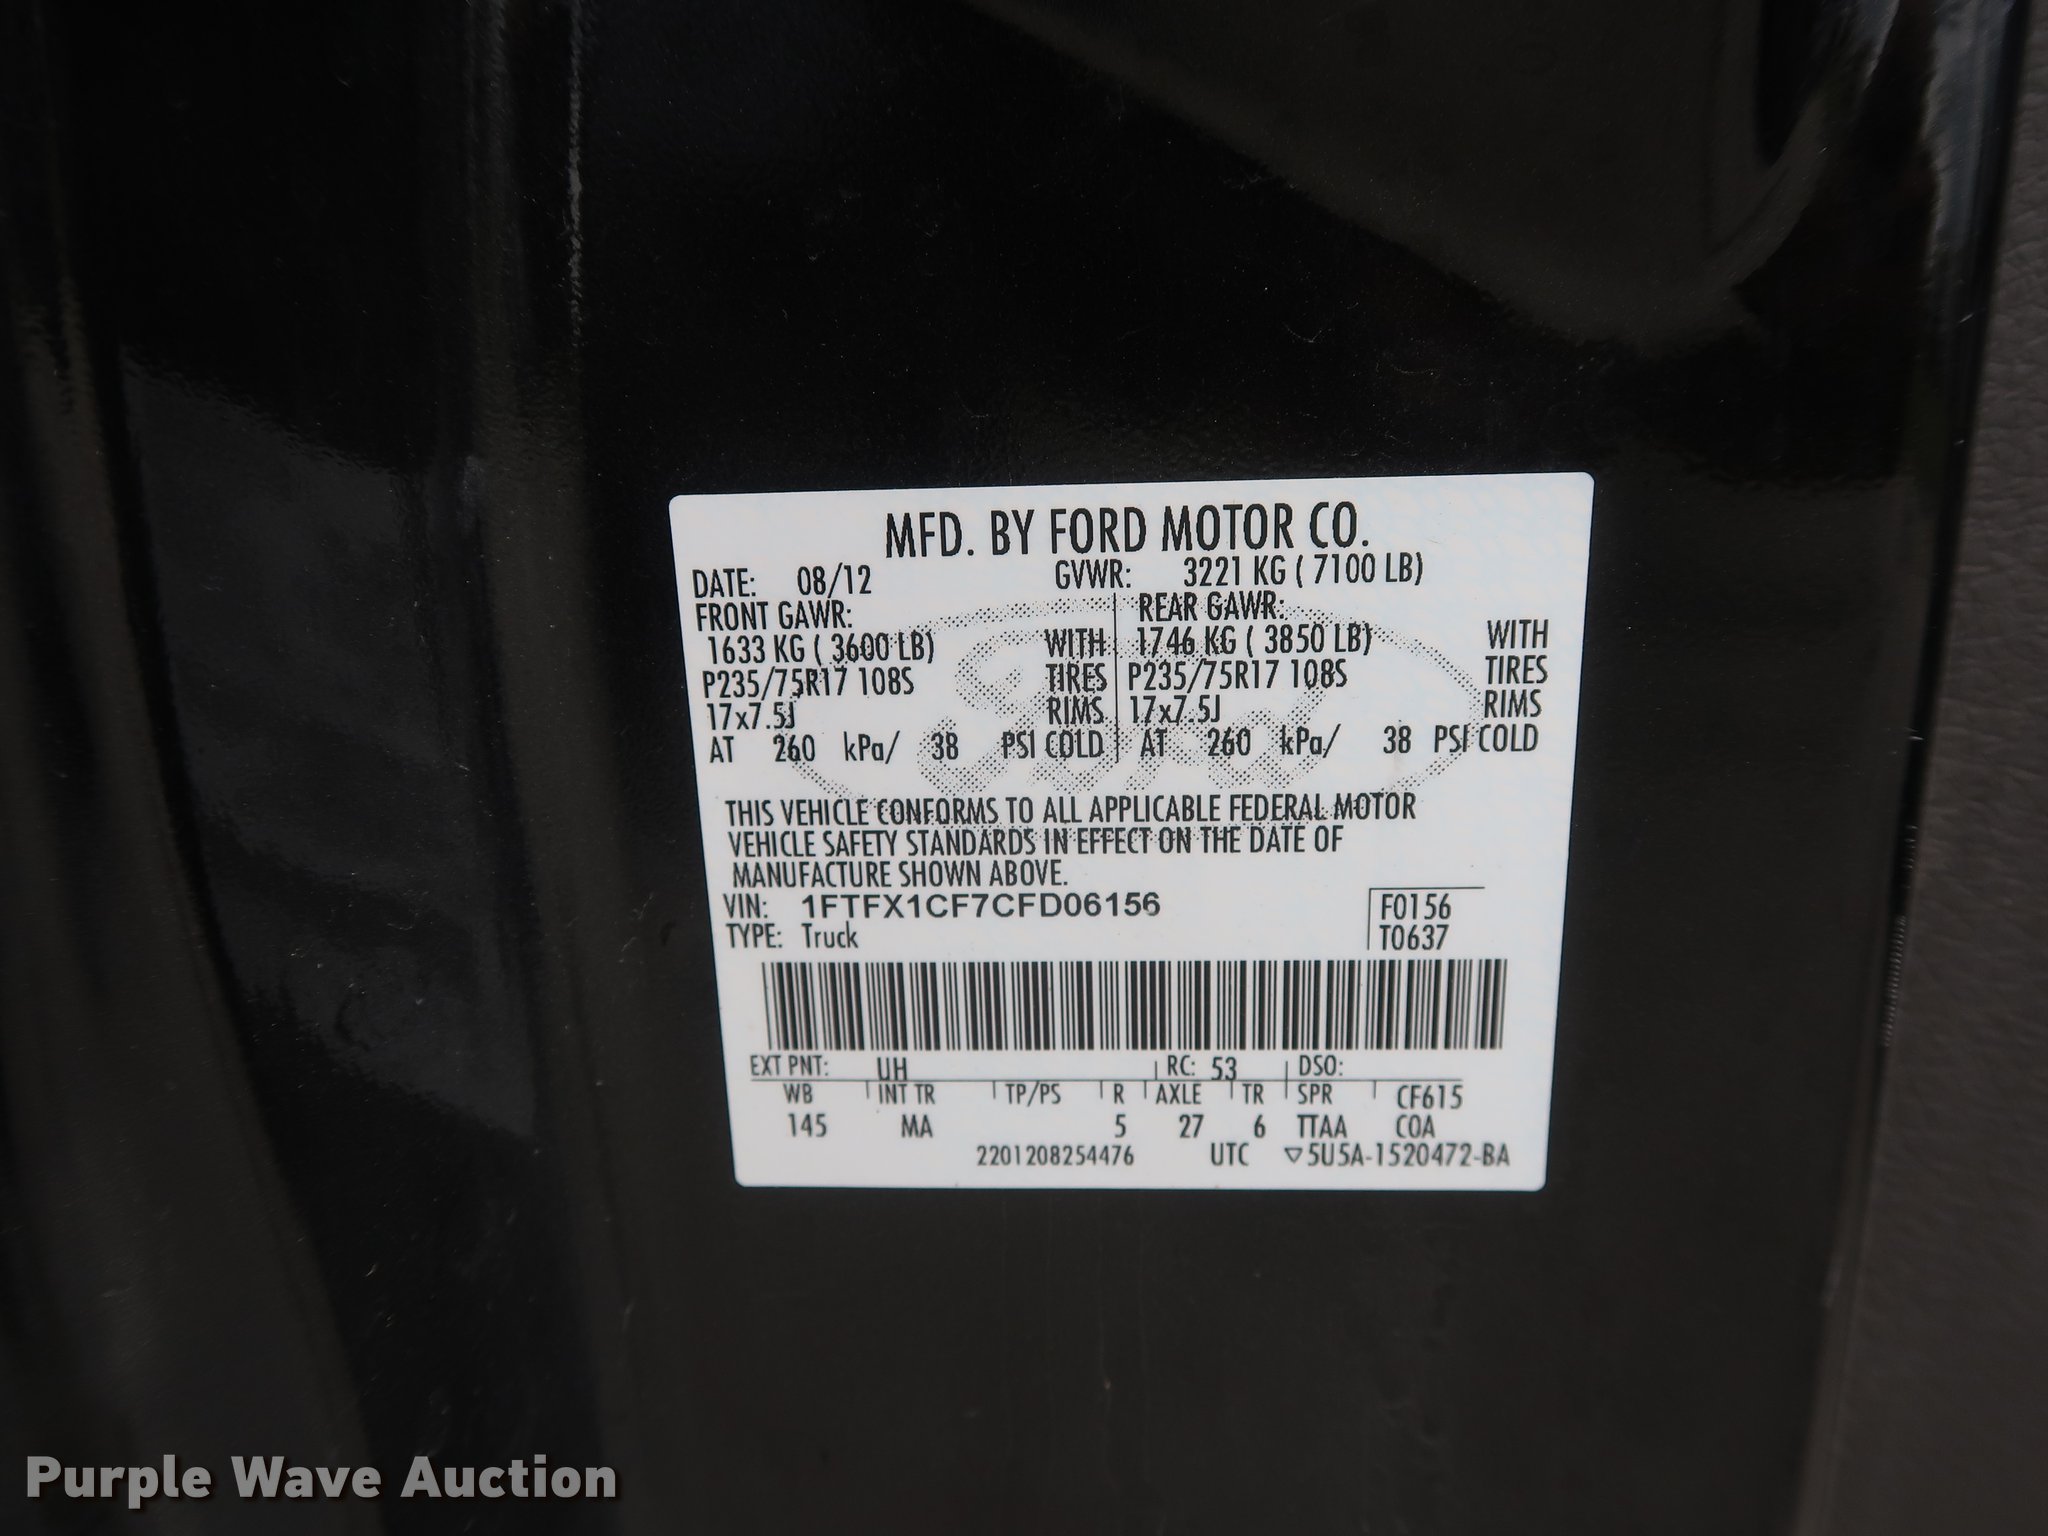 MFD. BY FORD MOTOR CO.
DATE: 08/12 GVWR: 3221 KG ( 7100 LB)
FRONT GAWR: REAR GAWR:
1633 KG ( 3600 LB) WITH 1746 KG ( 3850 LB) WITH
P235/75R17 108S TIRES P235/75R17 108S TIRES
17x7.5J RIMS 17x7.5J RIMS
AT 260 kPa/ 38 PSI COLD AT 260 kPa/ 38 PSI COLD
Ford
THIS VEHICLE CONFORMS TO ALL APPLICABLE FEDERAL MOTOR
VEHICLE SAFETY STANDARDS IN EFFECT ON THE DATE OF
MANUFACTURE SHOWN ABOVE.
VIN: 1FTFX1CF7CFD06156 F0156
TYPE: Truck T0637
EXT PNT: UH RC: 53 DSO:
WB INT TR TP/PS R AXLE TR SPR CF615
145 MA 5 27 6 TTAA COA
2201208254476 UTC ▽5U5A-1520472-BA
Purple Wave Auction